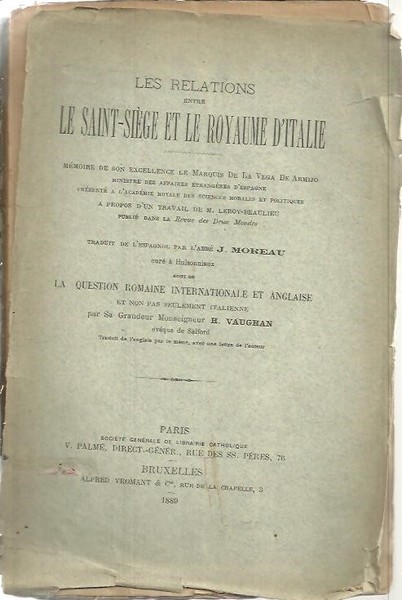 LES RELATIONS
ENTRE
LE SAINT-SIÈGE ET LE ROYAUME D'ITALIE
MÉMOIRE DE SON EXCELLENCE LE MARQUIS DE LA VEGA DE ARMIJO
MINISTRE DES AFFAIRES ÉTRANGÈRES D'ESPAGNE
PRÉSENTÉ A L'ACADÉMIE ROYALE DES SCIENCES MORALES ET POLITIQUES
A PROPOS D'UN TRAVAIL DE M. LEROY-BEAULIEU
PUBLIÉ DANS LA Revue des Deux Mondes
TRADUIT DE L'ESPAGNOL PAR L'ABBÉ J. MOREAU
curé à Hulsonniaux
SUIVI DE
LA QUESTION ROMAINE INTERNATIONALE ET ANGLAISE
ET NON PAS SEULEMENT ITALIENNE
par Sa Grandeur Monseigneur H. VAUGHAN
évêque de Salford
Traduit de l'anglais par le même, avec une lettre de l'auteur
PARIS
SOCIÉTÉ GÉNÉRALE DE LIBRAIRIE CATHOLIQUE
V. PALMÉ, DIRECT.-GÉNÉR., RUE DES SS. PÈRES, 76
BRUXELLES
ALFRED VROMANT & Cie, RUE DE LA CHAPELLE, 3
1889